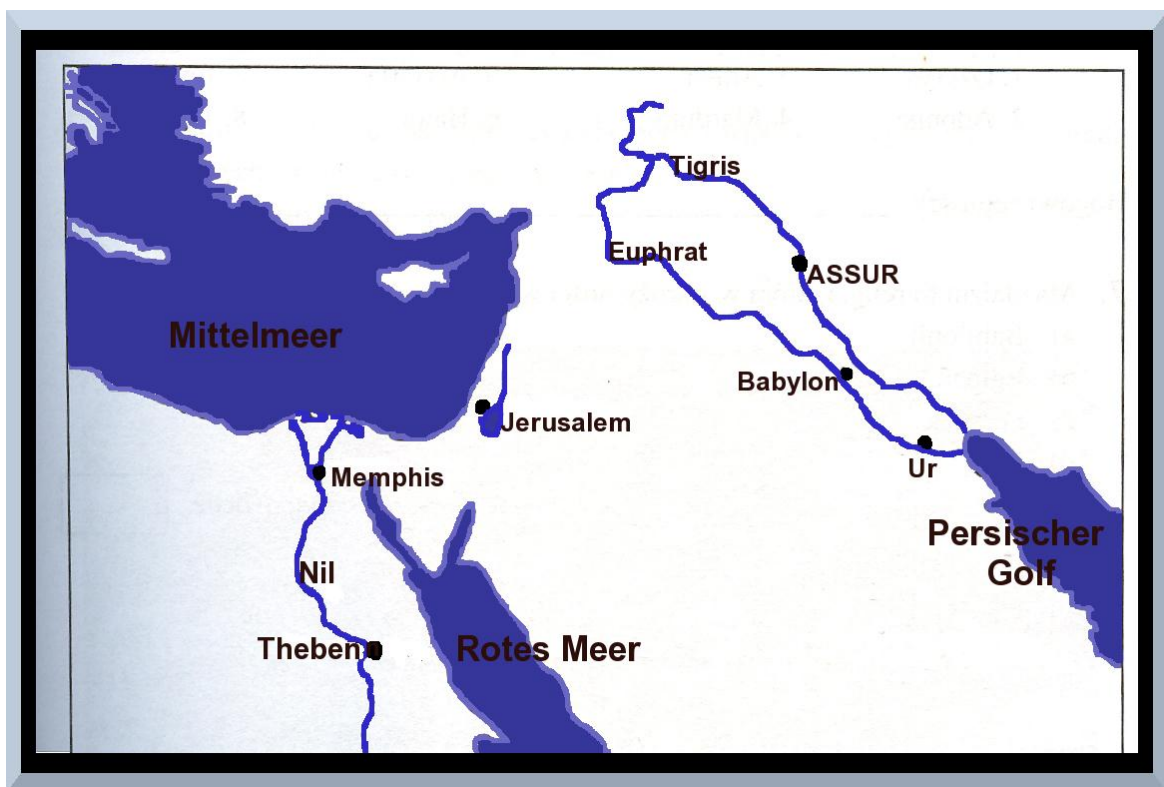 Tigris
Euphrat
ASSUR
Mittelmeer
Babylon
Jerusalem
Ur
Memphis
Persischer
Golf
Nil
Theben
Rotes Meer